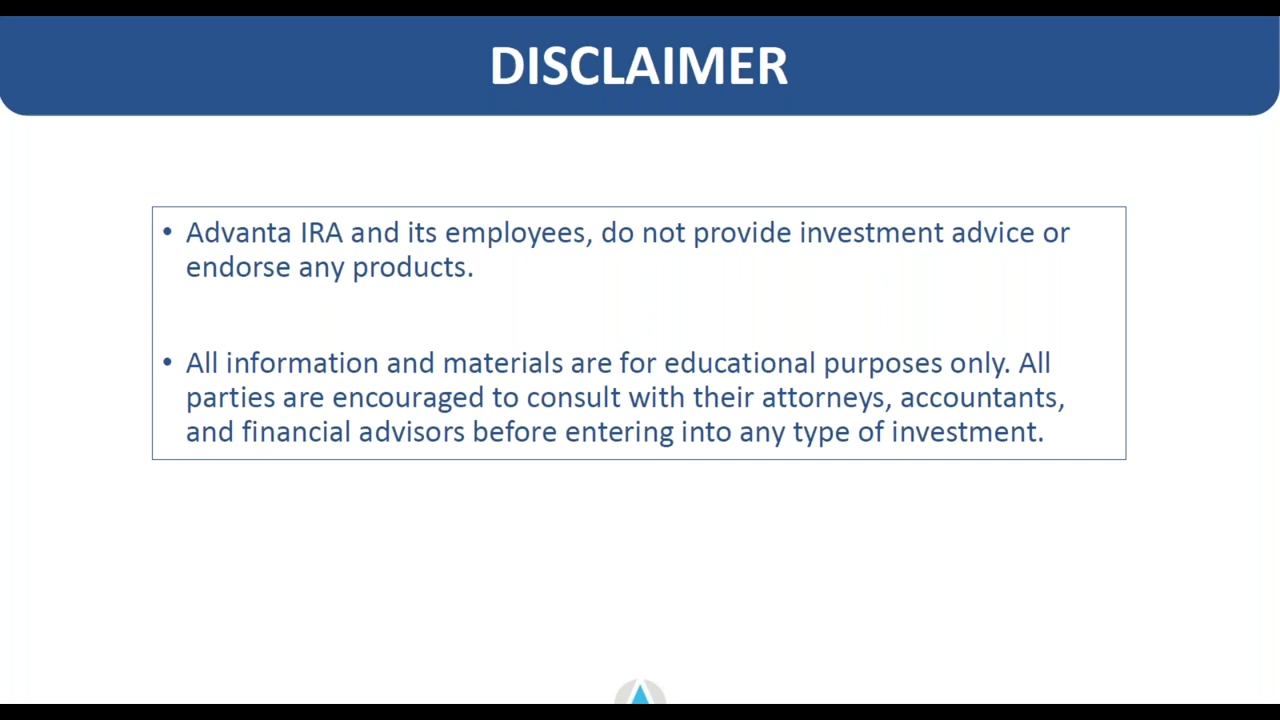 DISCLAIMER
• Advanta IRA and its employees, do not provide investment advice or
endorse any products.
• All information and materials are for educational purposes only. All
parties are encouraged to consult with their attorneys, accountants,
and financial advisors before entering into any type of investment.